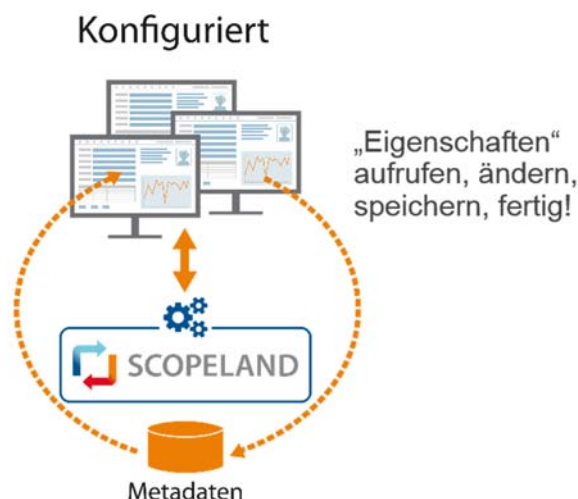 Konfiguriert
„Eigenschaften“
aufrufen, ändern,
speichern, fertig!
SCOPELAND
Metadaten